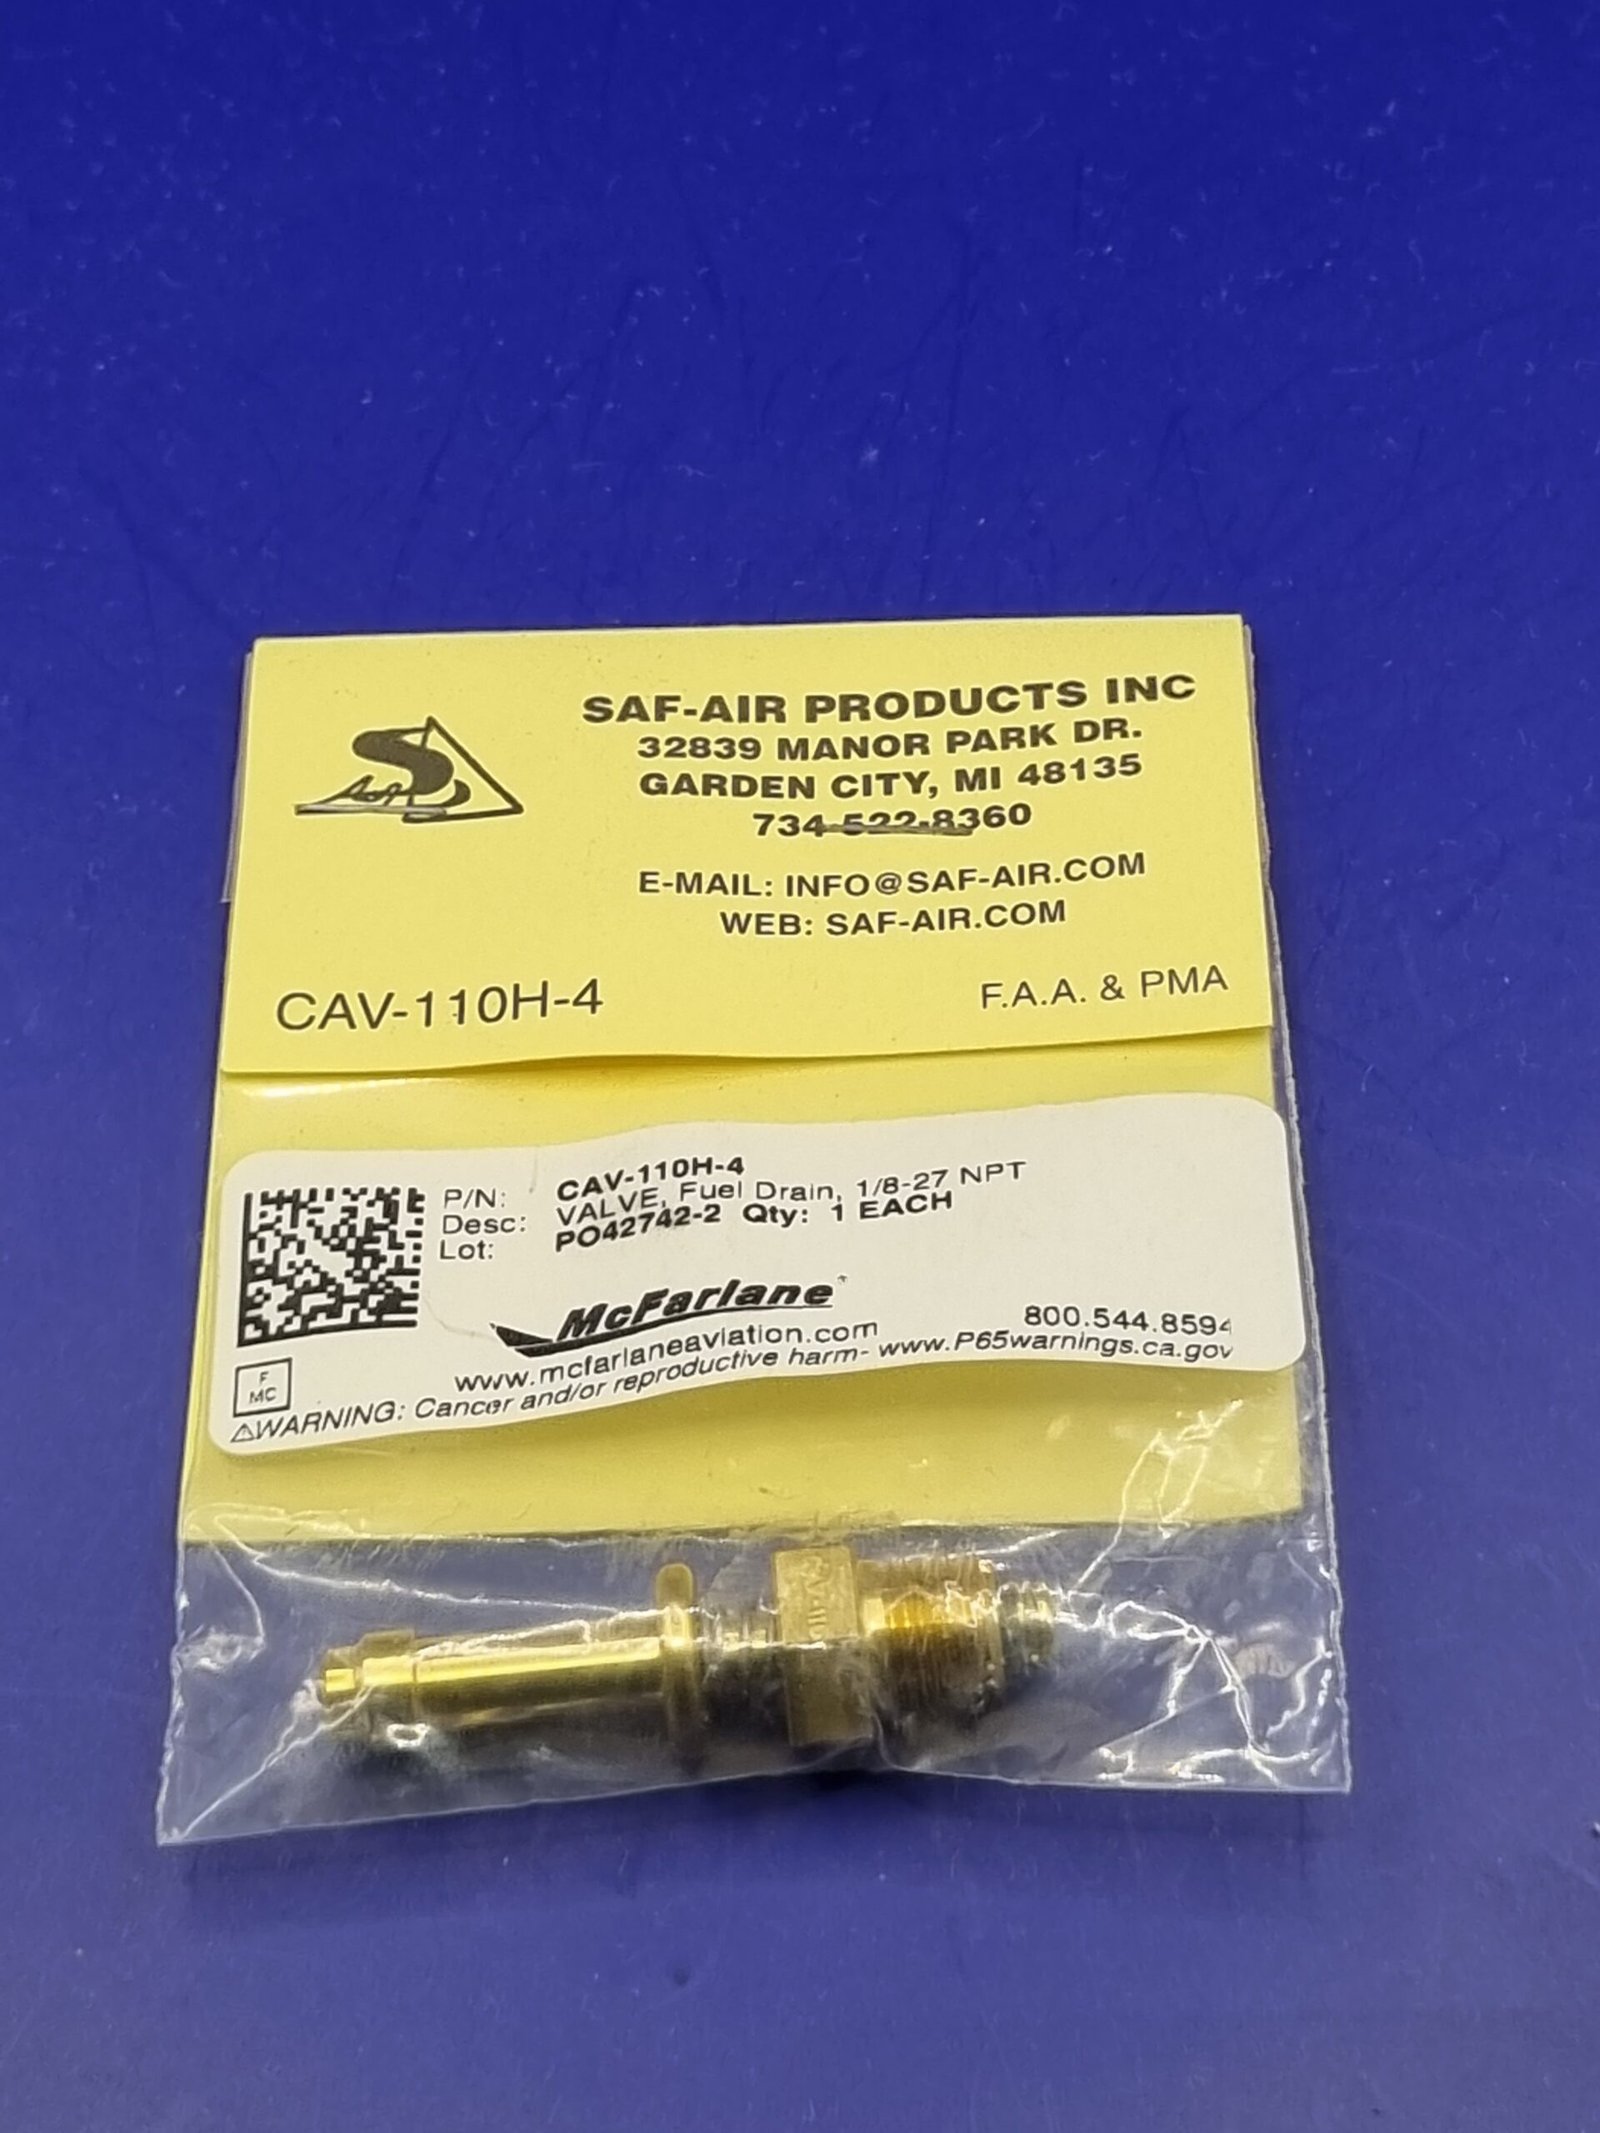 SAF-AIR PRODUCTS INC
32839 MANOR PARK DR.
GARDEN CITY, MI 48135
734-522-8360
E-MAIL: INFO@SAF-AIR.COM
WEB: SAF-AIR.COM
CAV-110H-4
F.A.A. & PMA
P/N: CAV-110H-4
Desc: VALVE, Fuel Drain, 1/8-27 NPT
Lot: PO42742-2 Qty: 1 EACH
McFarlane
800.544.8594
www.mcfarlaneaviation.com
F
MC
⚠WARNING: Cancer and/or reproductive harm- www.P65warnings.ca.gov